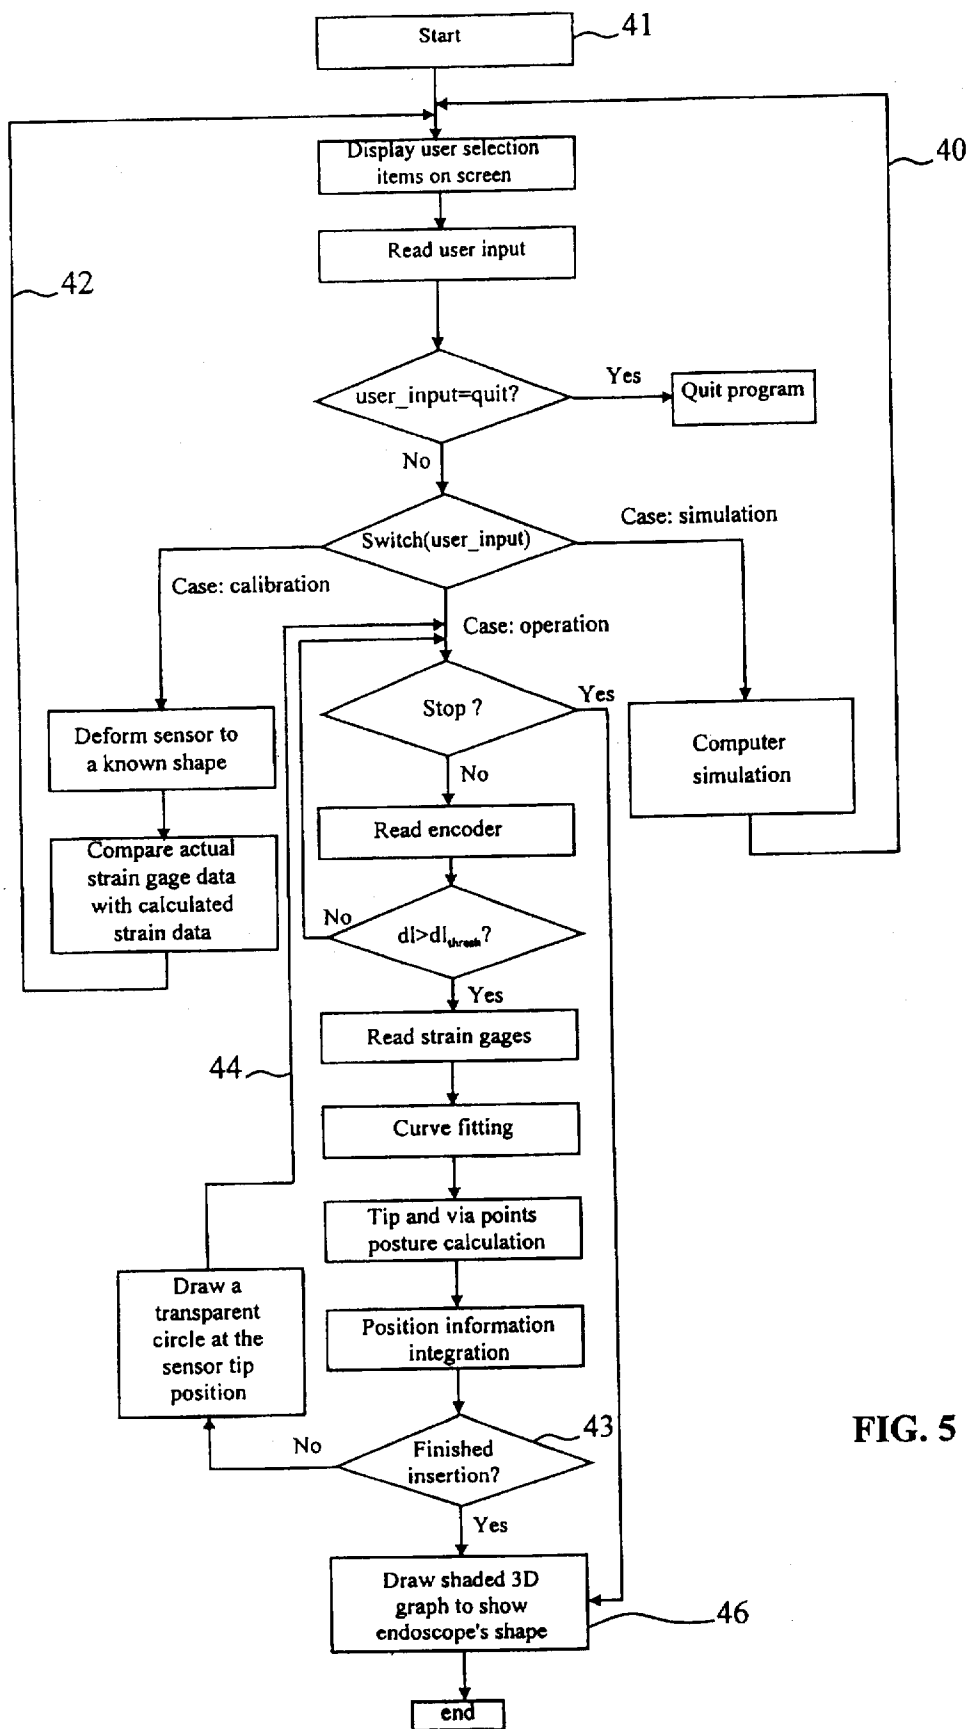 Start
41
Display user selection
items on screen
40
Read user input
42
user_input=quit?
Yes
Quit program
No
Case: simulation
Switch(user_input)
Case: calibration
Case: operation
Stop ?
Yes
Deform sensor to
a known shape
Computer
simulation
No
Read encoder
Compare actual
strain gage data
with calculated
strain data
No
dl>dl_thresh?
Yes
Read strain gages
44
Curve fitting
Tip and via points
posture calculation
Draw a
transparent
circle at the
sensor tip
position
Position information
integration
43
FIG. 5
No
Finished
insertion?
Yes
Draw shaded 3D
graph to show
endoscope's shape
46
end